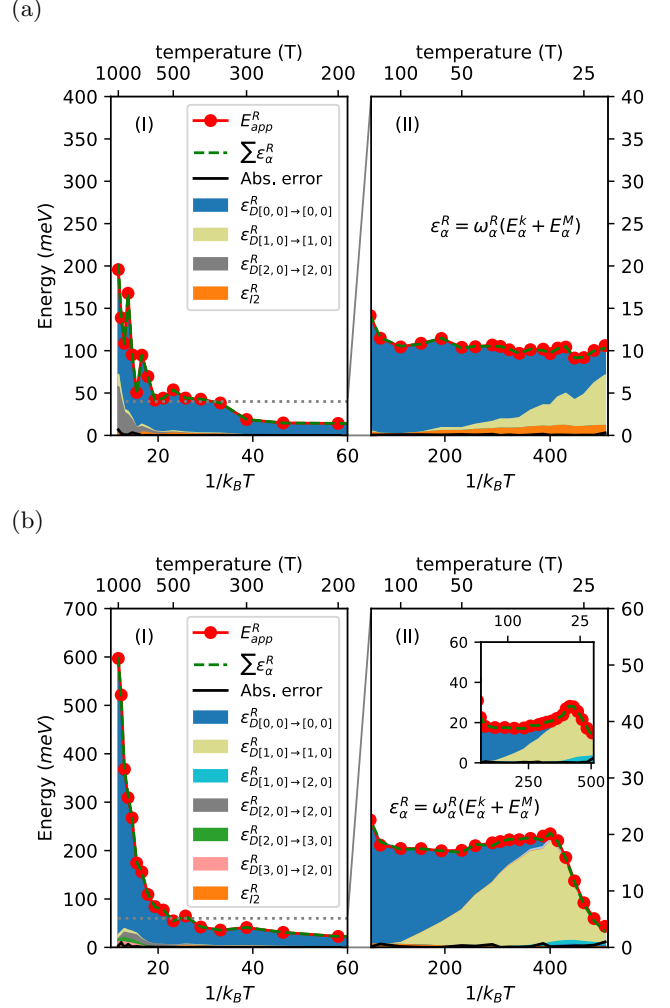 (a)
temperature (T)
temperature (T)
1000 500 300 200
100 50 25
400
350
300
250
200
150
100
50
0
Energy (meV)
(I)
E^R_app
∑ε^R_α
Abs. error
ε^R_D[0, 0]→[0, 0]
ε^R_D[1, 0]→[1, 0]
ε^R_D[2, 0]→[2, 0]
ε^R_I2
(II)
ε^R_α = ω^R_α(E^k_α + E^M_α)
40
35
30
25
20
15
10
5
0
20 40 60
200 400
1/k_BT
1/k_BT
(b)
temperature (T)
temperature (T)
1000 500 300 200
100 50 25
700
600
500
400
300
200
100
0
Energy (meV)
(I)
E^R_app
∑ε^R_α
Abs. error
ε^R_D[0, 0]→[0, 0]
ε^R_D[1, 0]→[1, 0]
ε^R_D[1, 0]→[2, 0]
ε^R_D[2, 0]→[2, 0]
ε^R_D[2, 0]→[3, 0]
ε^R_D[3, 0]→[2, 0]
ε^R_I2
(II)
100 25
60
40
20
0
250 500
ε^R_α = ω^R_α(E^k_α + E^M_α)
60
50
40
30
20
10
0
20 40 60
200 400
1/k_BT
1/k_BT